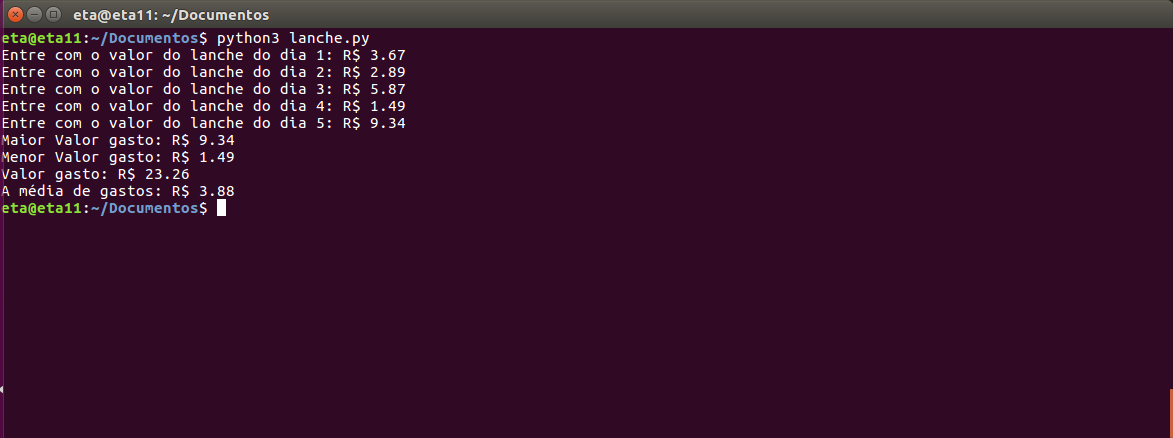 eta@eta11: ~/Documentos
eta@eta11:~/Documentos$ python3 lanche.py
Entre com o valor do lanche do dia 1: R$ 3.67
Entre com o valor do lanche do dia 2: R$ 2.89
Entre com o valor do lanche do dia 3: R$ 5.87
Entre com o valor do lanche do dia 4: R$ 1.49
Entre com o valor do lanche do dia 5: R$ 9.34
Maior Valor gasto: R$ 9.34
Menor Valor gasto: R$ 1.49
Valor gasto: R$ 23.26
A média de gastos: R$ 3.88
eta@eta11:~/Documentos$